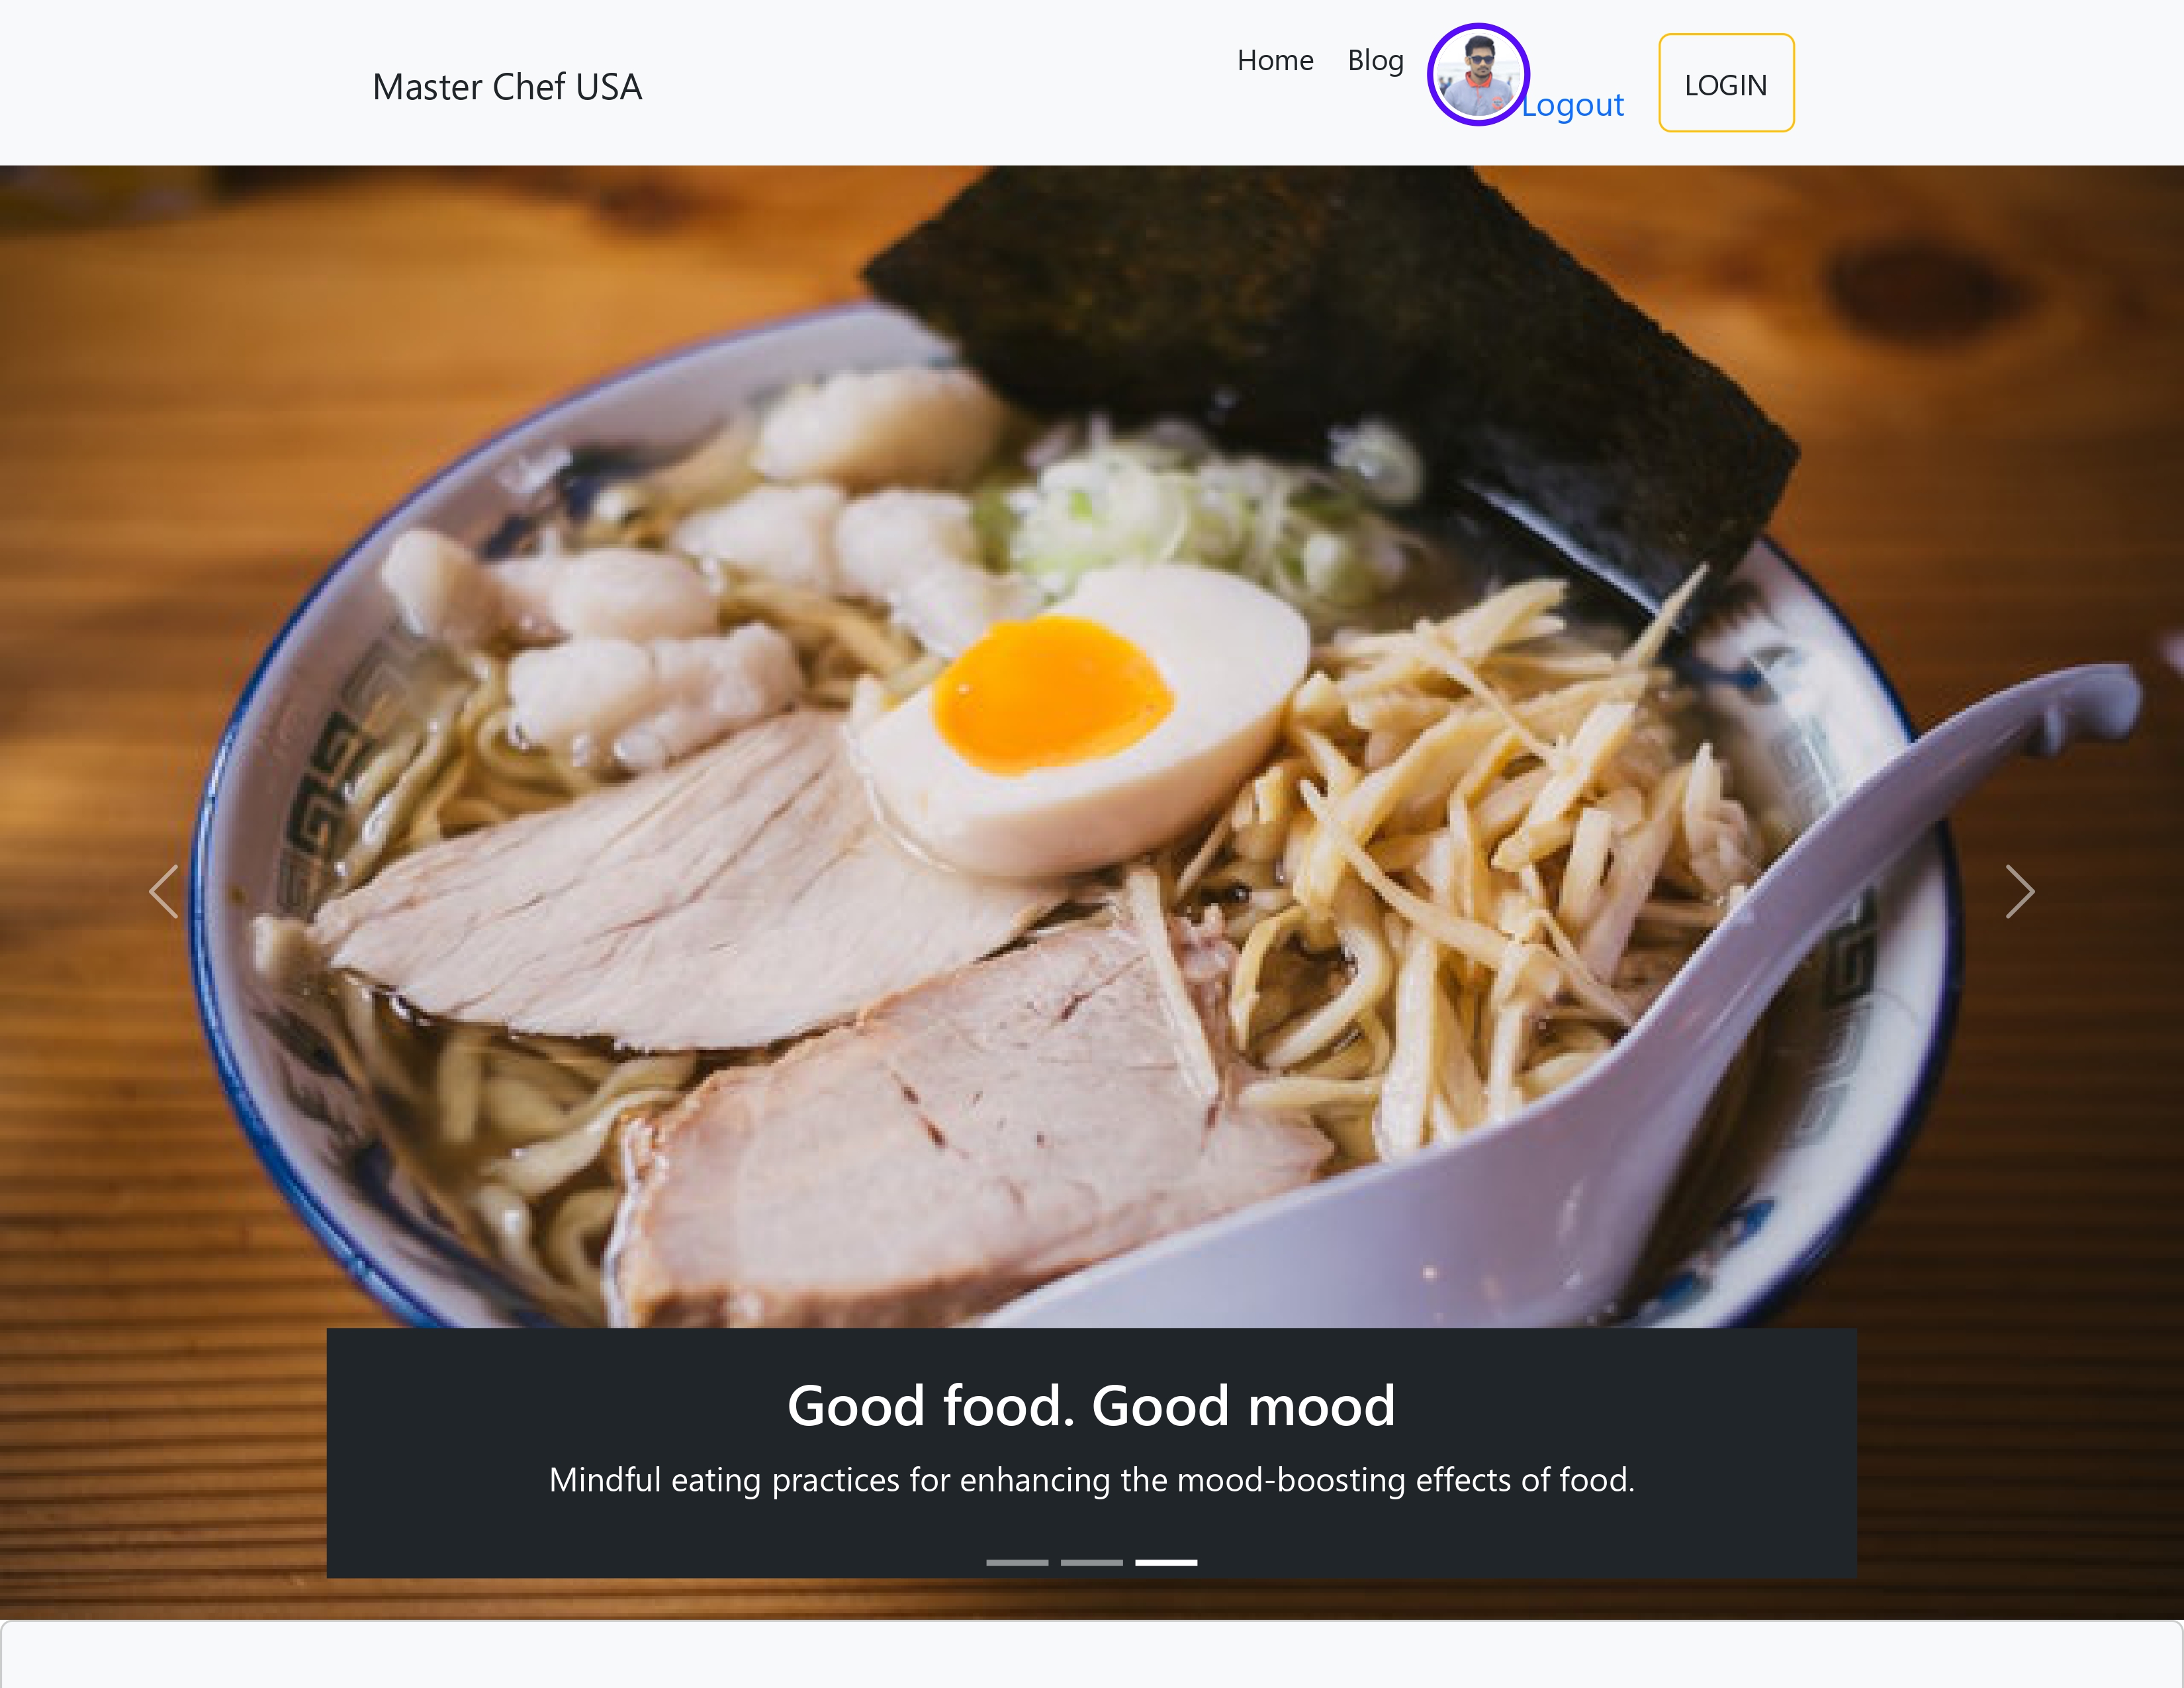 Master Chef USA
Home
Blog
Logout
LOGIN
Good food. Good mood
Mindful eating practices for enhancing the mood-boosting effects of food.